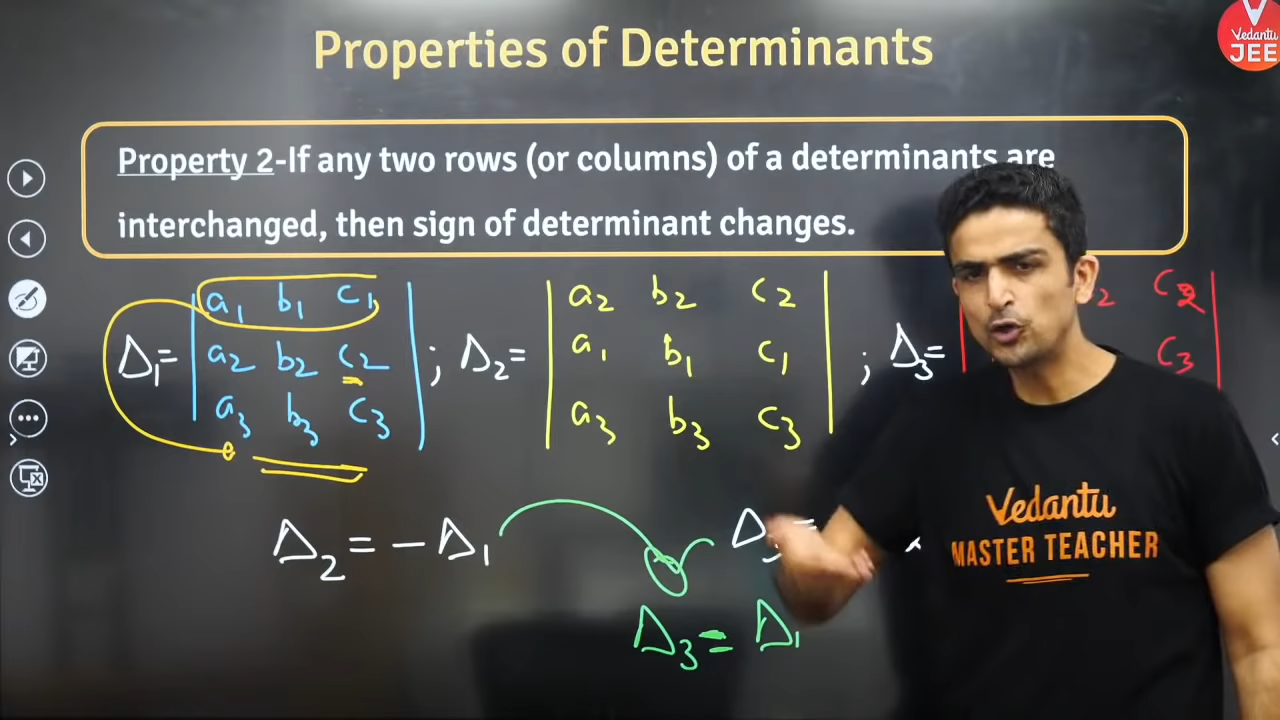 Properties of Determinants
Vedantu
JEE
Property 2-If any two rows (or columns) of a determinants are
interchanged, then sign of determinant changes.
Δ₁= | a₁ b₁ c₁ | ; Δ₂= | a₂ b₂ c₂ | ; Δ₃= | ₂ c₂ |
| a₂ b₂ c₂ | | a₁ b₁ c₁ | | c₃ |
| a₃ b₃ c₃ | | a₃ b₃ c₃ |
Δ₂ = − Δ₁
Δ₃ = Δ₁
Vedantu
MASTER TEACHER